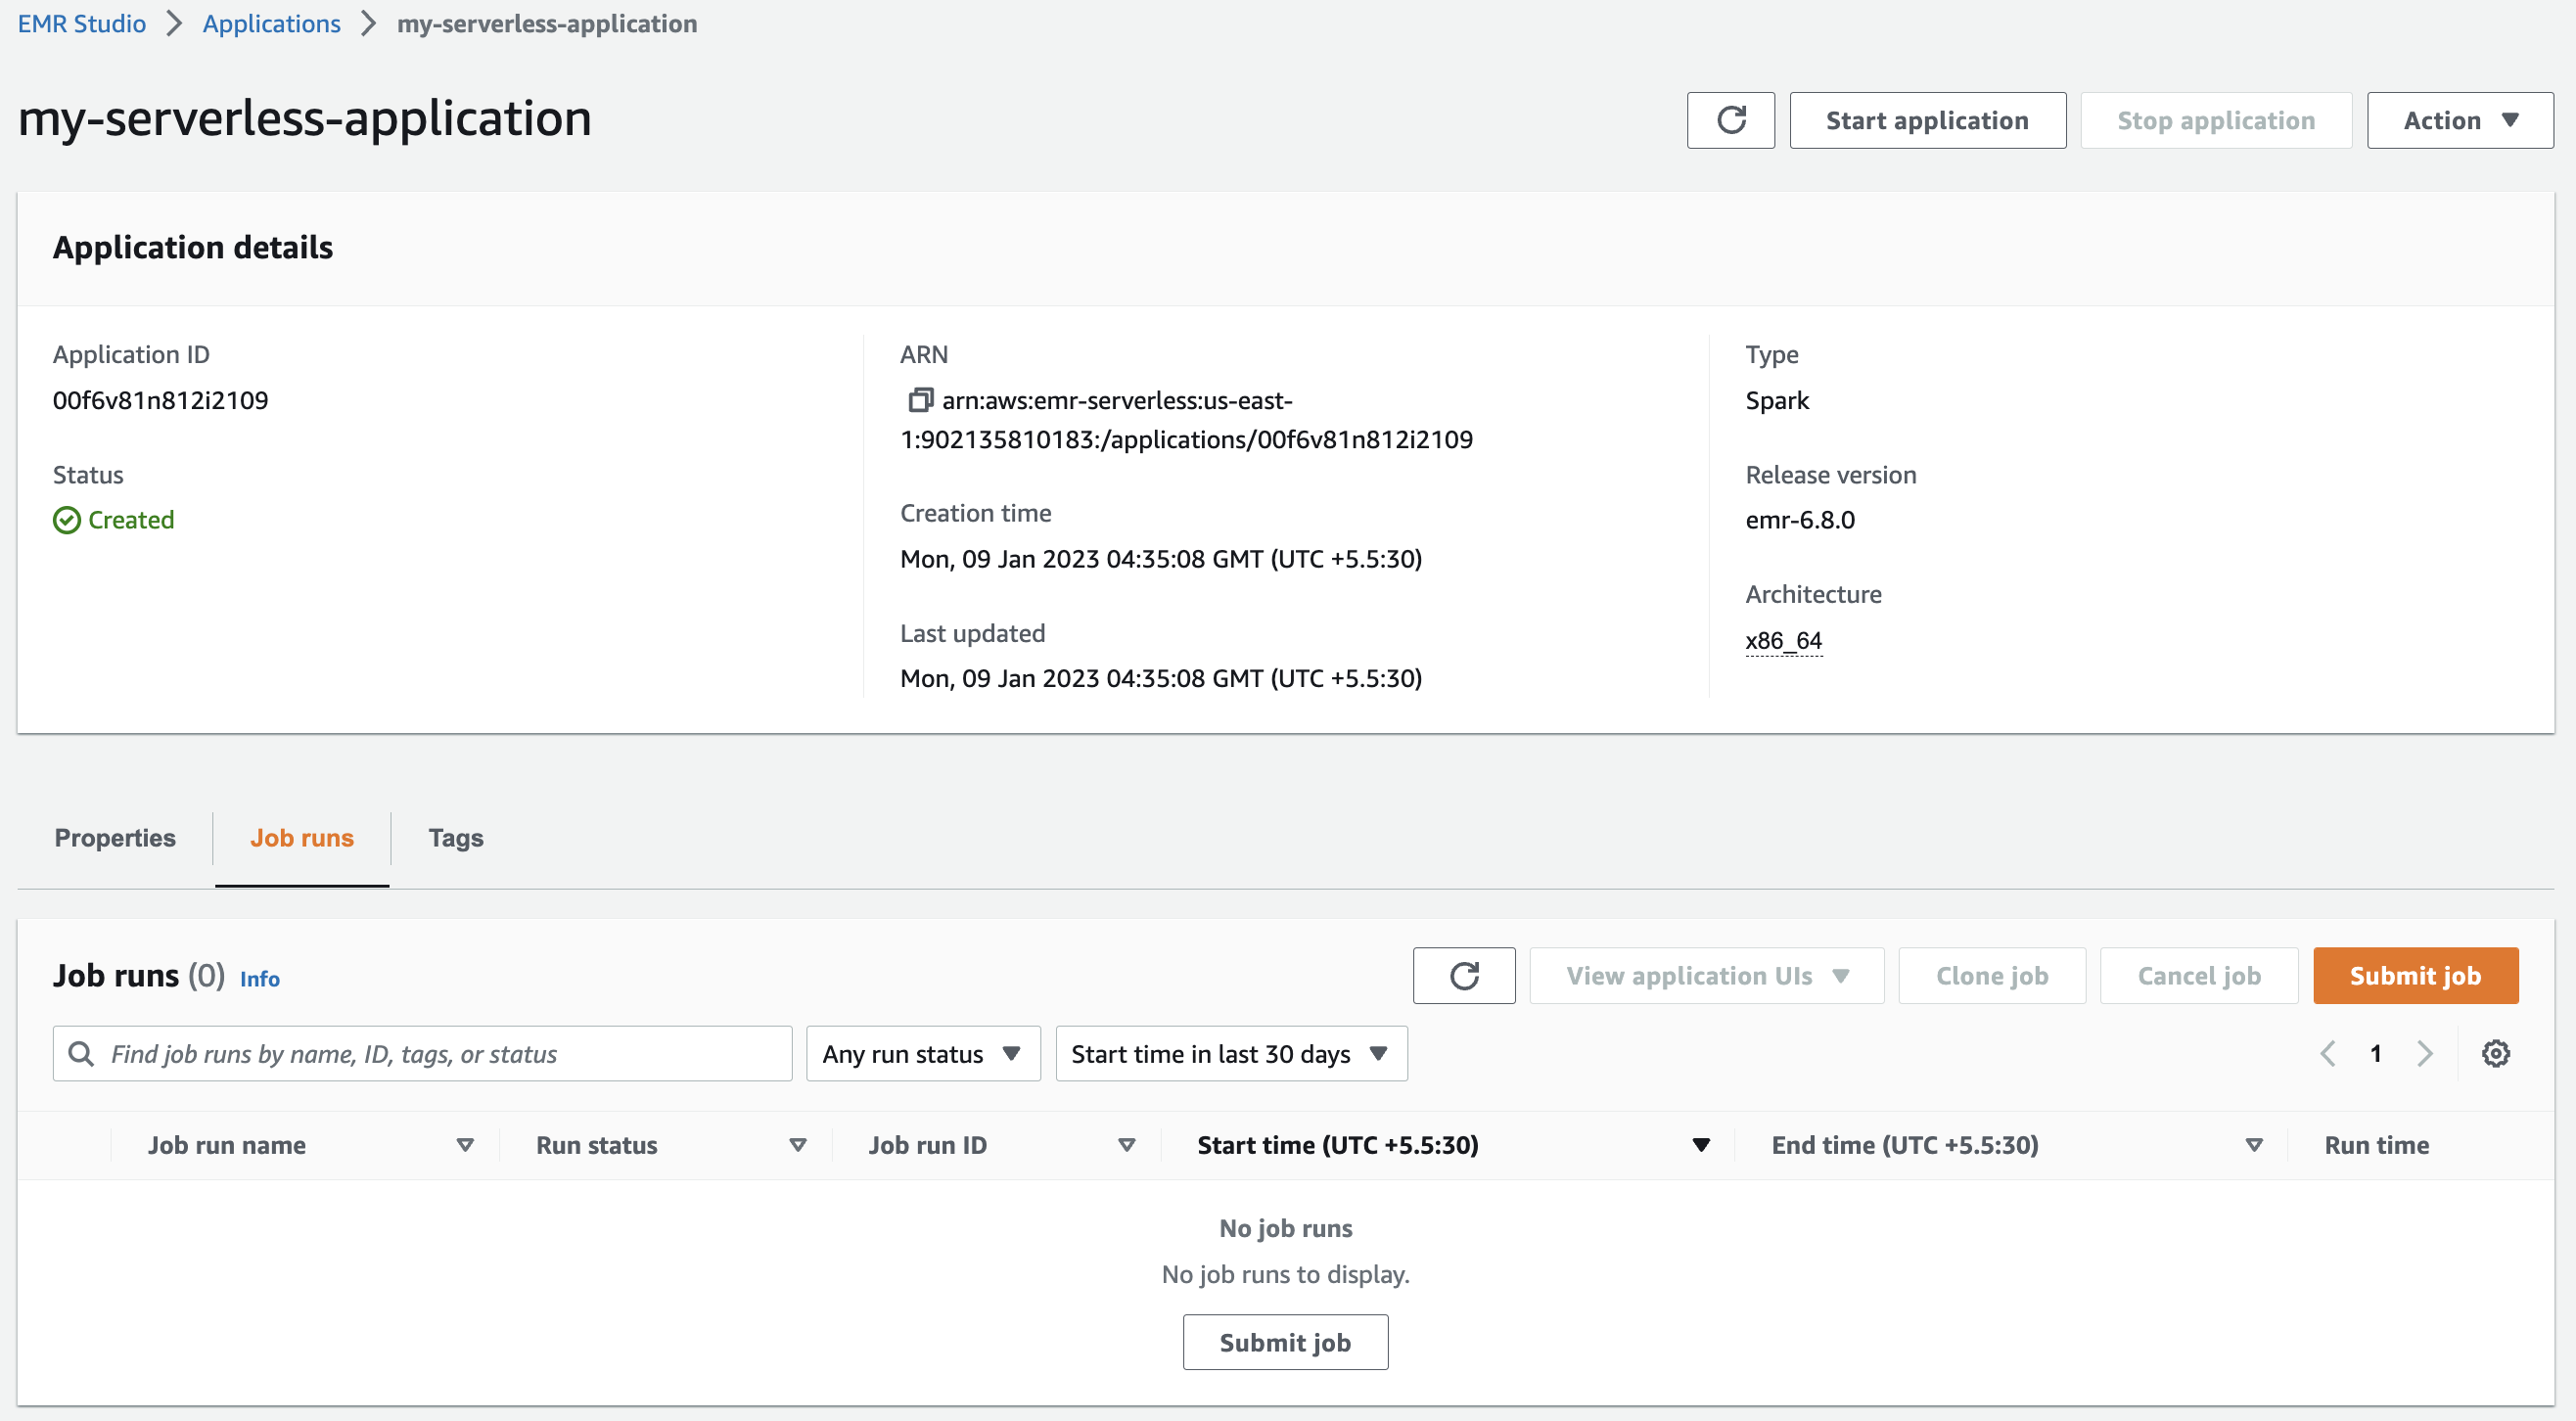 EMR Studio > Applications > my-serverless-application
my-serverless-application
Start application
Stop application
Action
Application details
Application ID
00f6v81n812i2109
Status
Created
ARN
arn:aws:emr-serverless:us-east-
1:902135810183:/applications/00f6v81n812i2109
Creation time
Mon, 09 Jan 2023 04:35:08 GMT (UTC +5.5:30)
Last updated
Mon, 09 Jan 2023 04:35:08 GMT (UTC +5.5:30)
Type
Spark
Release version
emr-6.8.0
Architecture
x86_64
Properties
Job runs
Tags
Job runs (0) Info
View application UIs
Clone job
Cancel job
Submit job
Find job runs by name, ID, tags, or status
Any run status
Start time in last 30 days
1
Job run name
Run status
Job run ID
Start time (UTC +5.5:30)
End time (UTC +5.5:30)
Run time
No job runs
No job runs to display.
Submit job